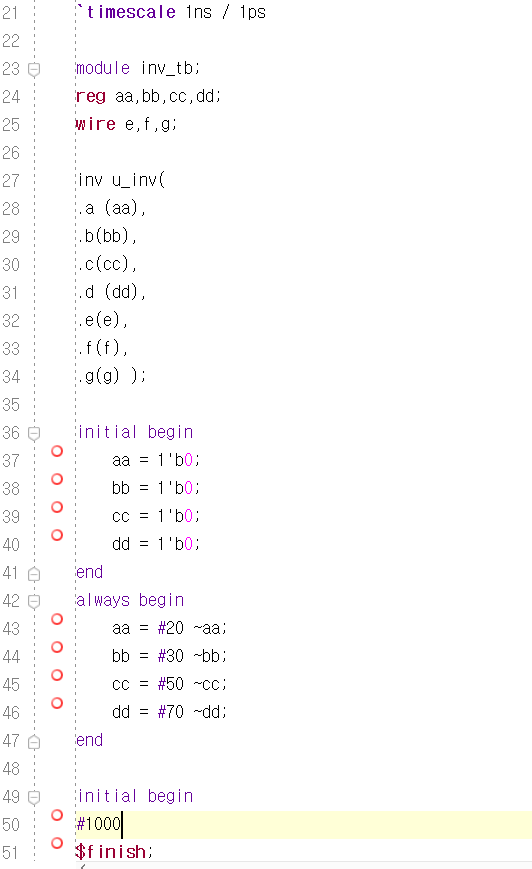 21 `timescale 1ns / 1ps
22
23 module inv_tb;
24 reg aa,bb,cc,dd;
25 wire e,f,g;
26
27 inv u_inv(
28 .a (aa),
29 .b(bb),
30 .c(cc),
31 .d (dd),
32 .e(e),
33 .f(f),
34 .g(g) );
35
36 initial begin
37 aa = 1'b0;
38 bb = 1'b0;
39 cc = 1'b0;
40 dd = 1'b0;
41 end
42 always begin
43 aa = #20 ~aa;
44 bb = #30 ~bb;
45 cc = #50 ~cc;
46 dd = #70 ~dd;
47 end
48
49 initial begin
50 #1000
51 $finish;